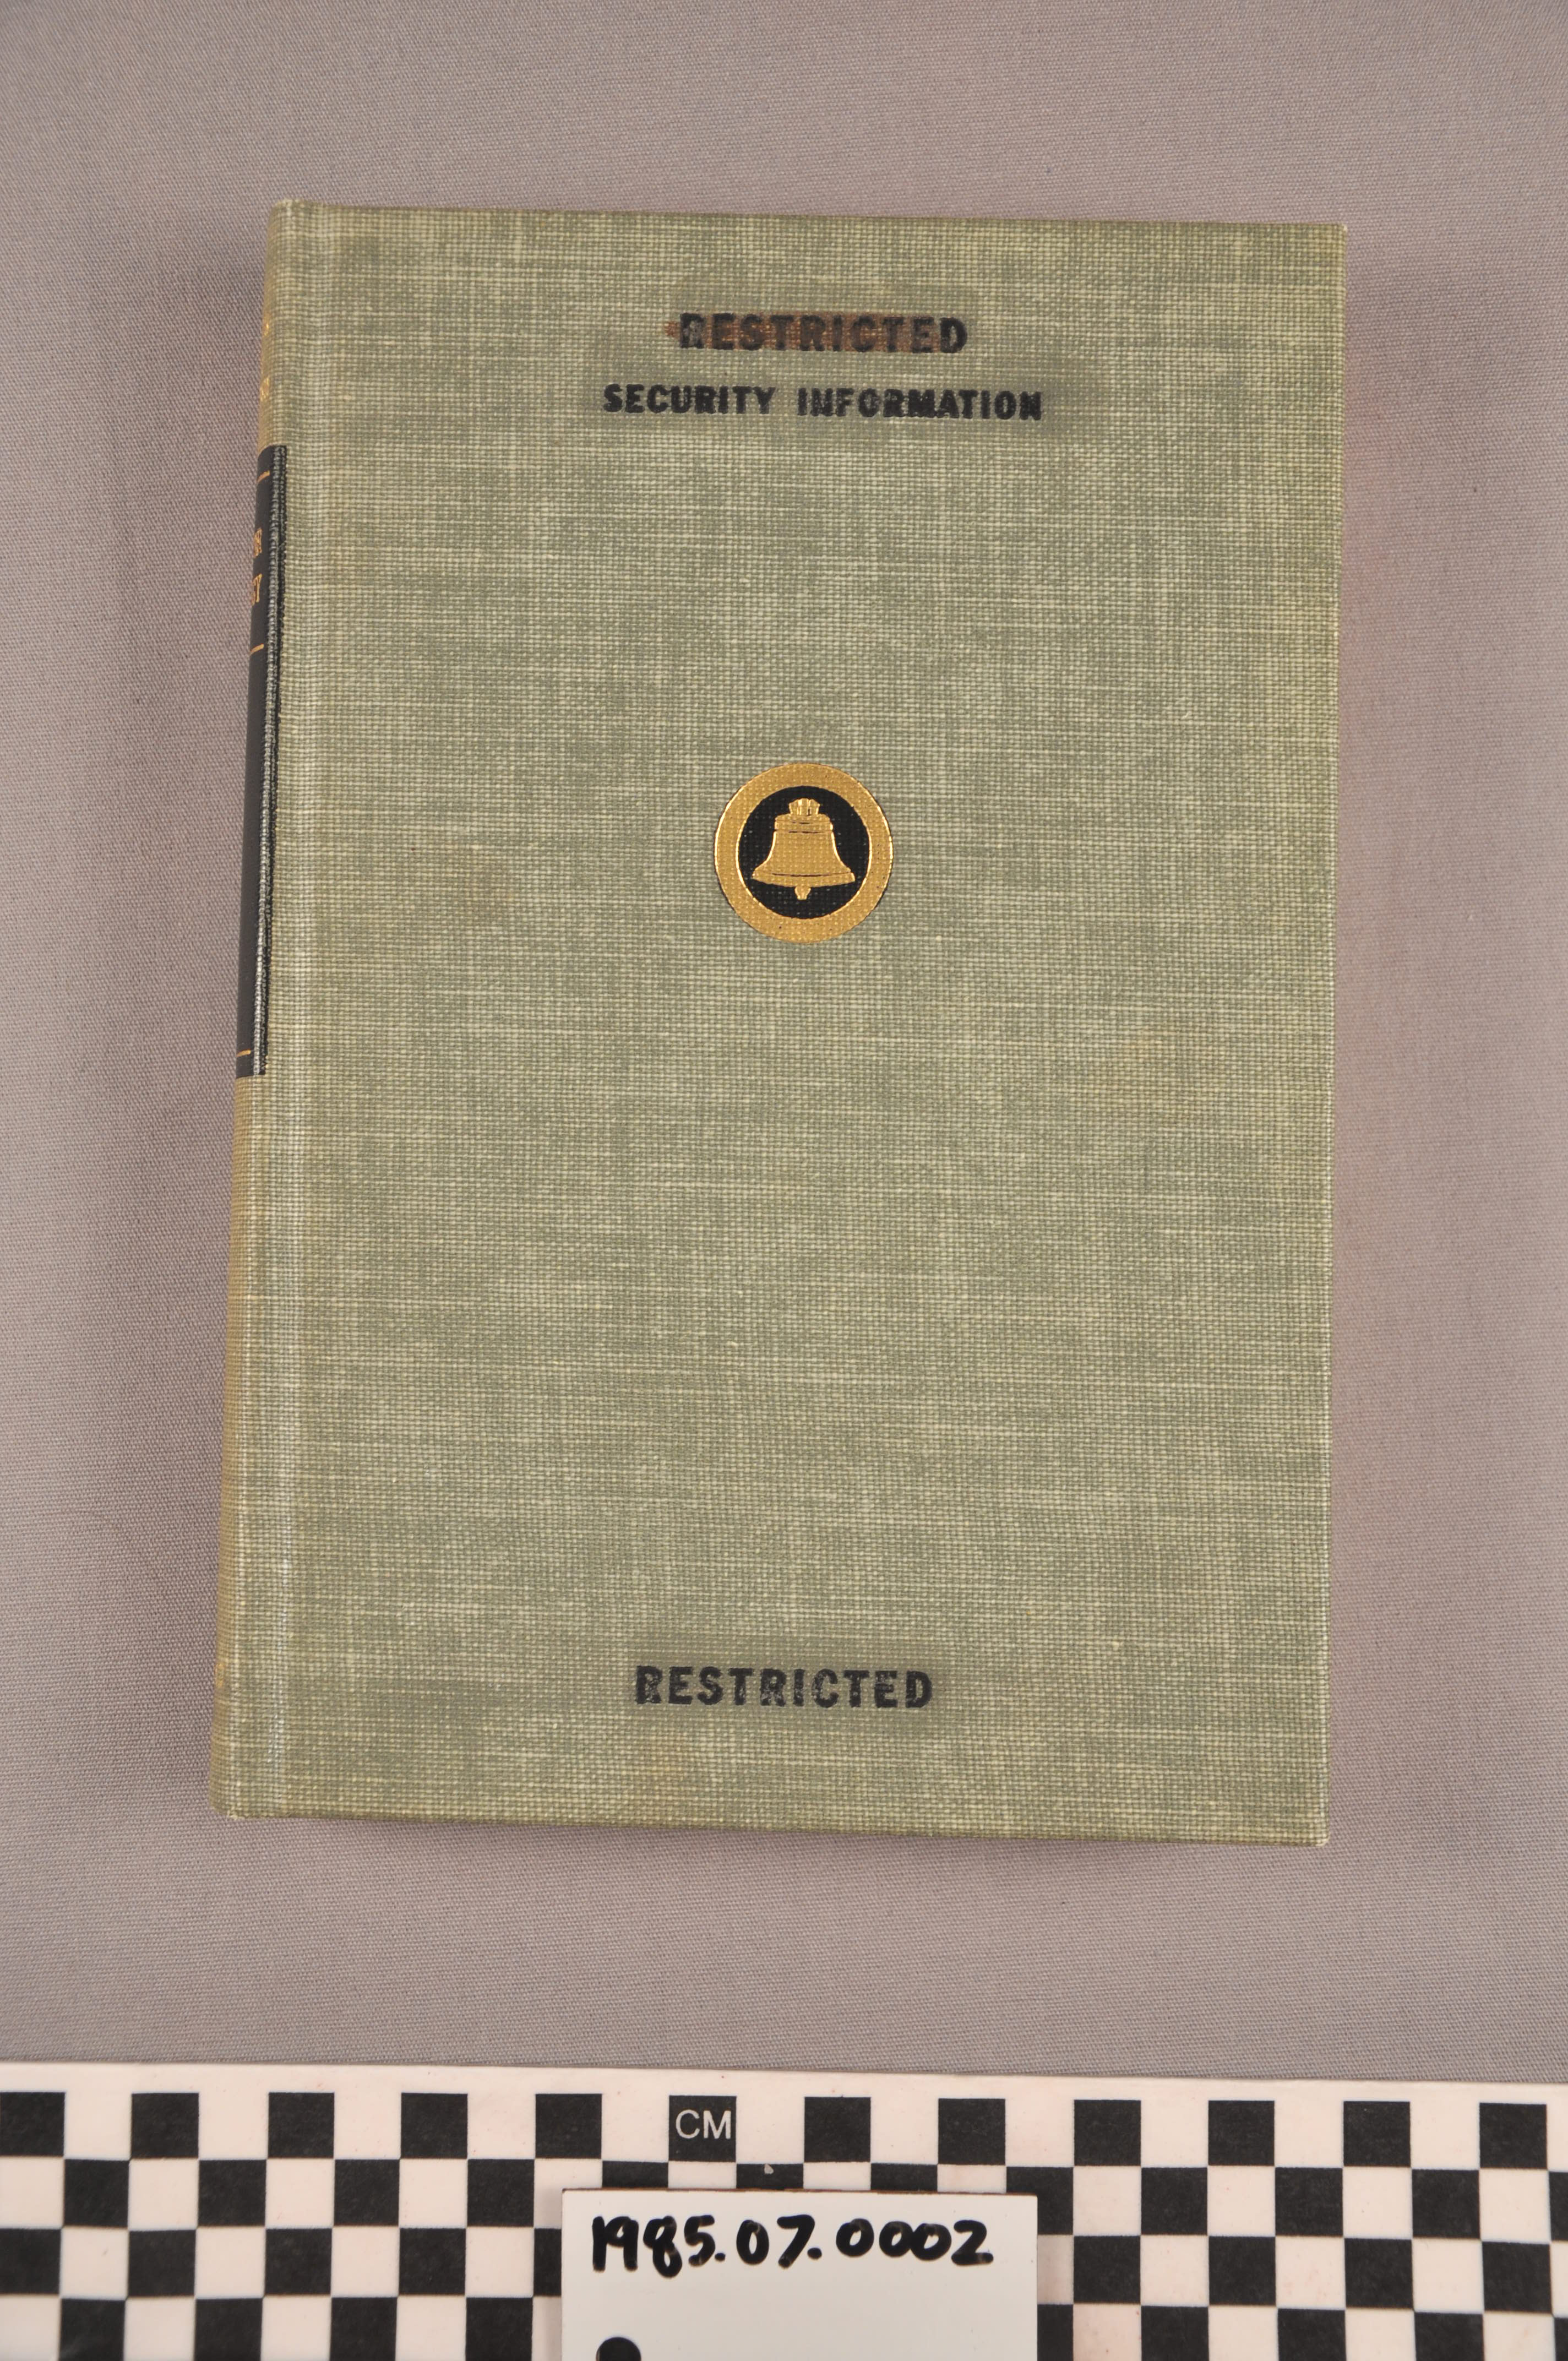 RESTRICTED
SECURITY INFORMATION
RESTRICTED
CM
1985.07.0002